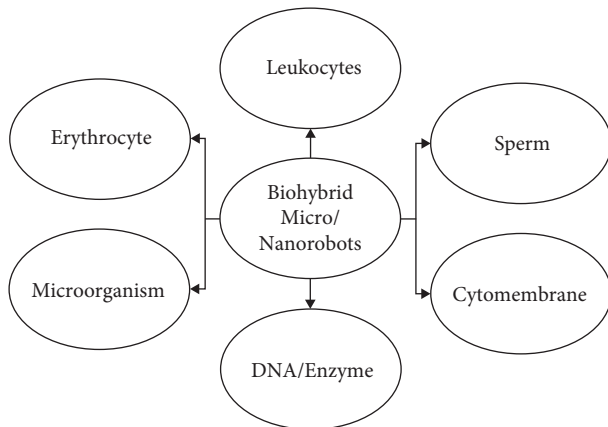 Leukocytes
Erythrocyte
Sperm
Biohybrid
Micro/
Nanorobots
Microorganism
Cytomembrane
DNA/Enzyme